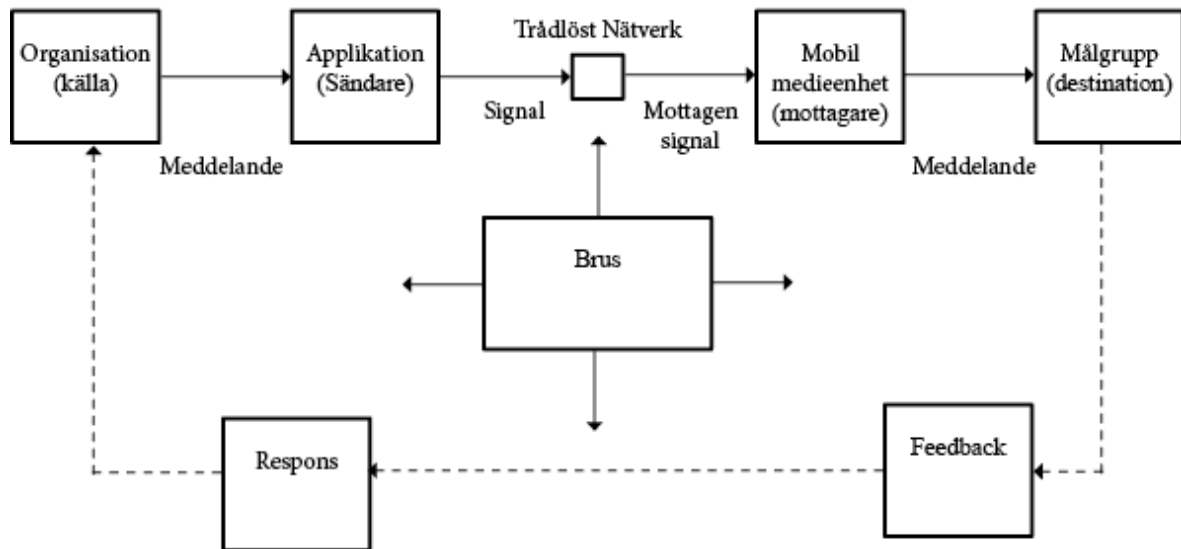 Organisation
(källa)
Meddelande
Applikation
(Sändare)
Signal
Trådlöst Nätverk
Mottagen
signal
Mobil
medieenhet
(mottagare)
Meddelande
Målgrupp
(destination)
Brus
Feedback
Respons